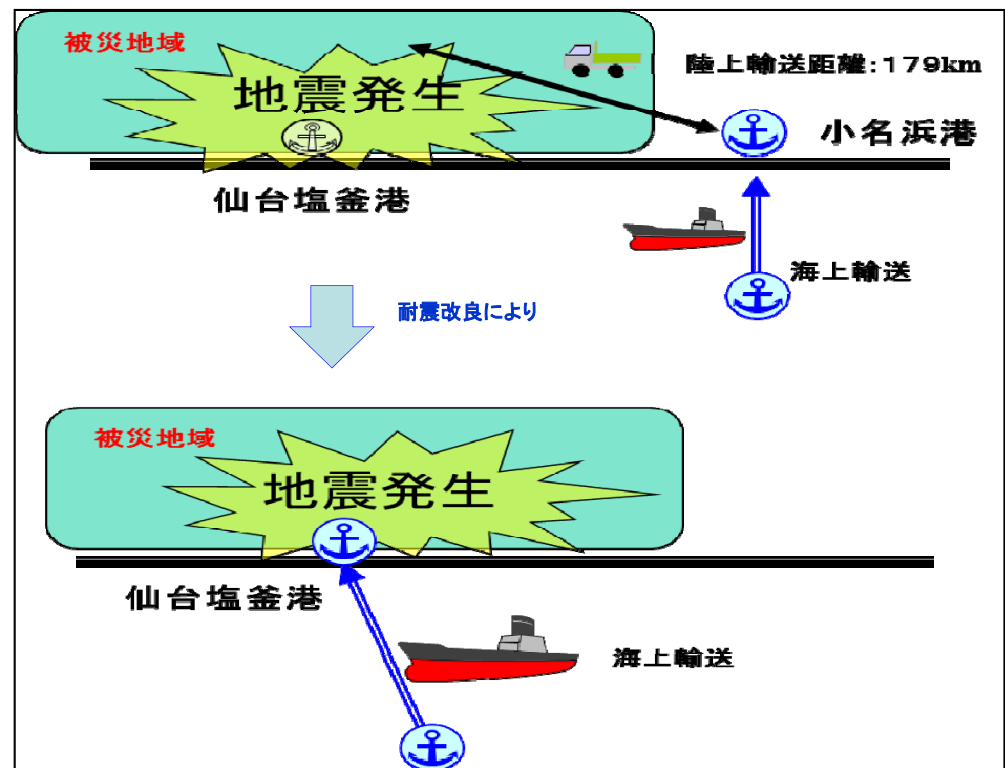 被災地域
地震発生
陸上輸送距離:179km
小名浜港
仙台塩釜港
海上輸送
耐震改良により
被災地域
地震発生
仙台塩釜港
海上輸送